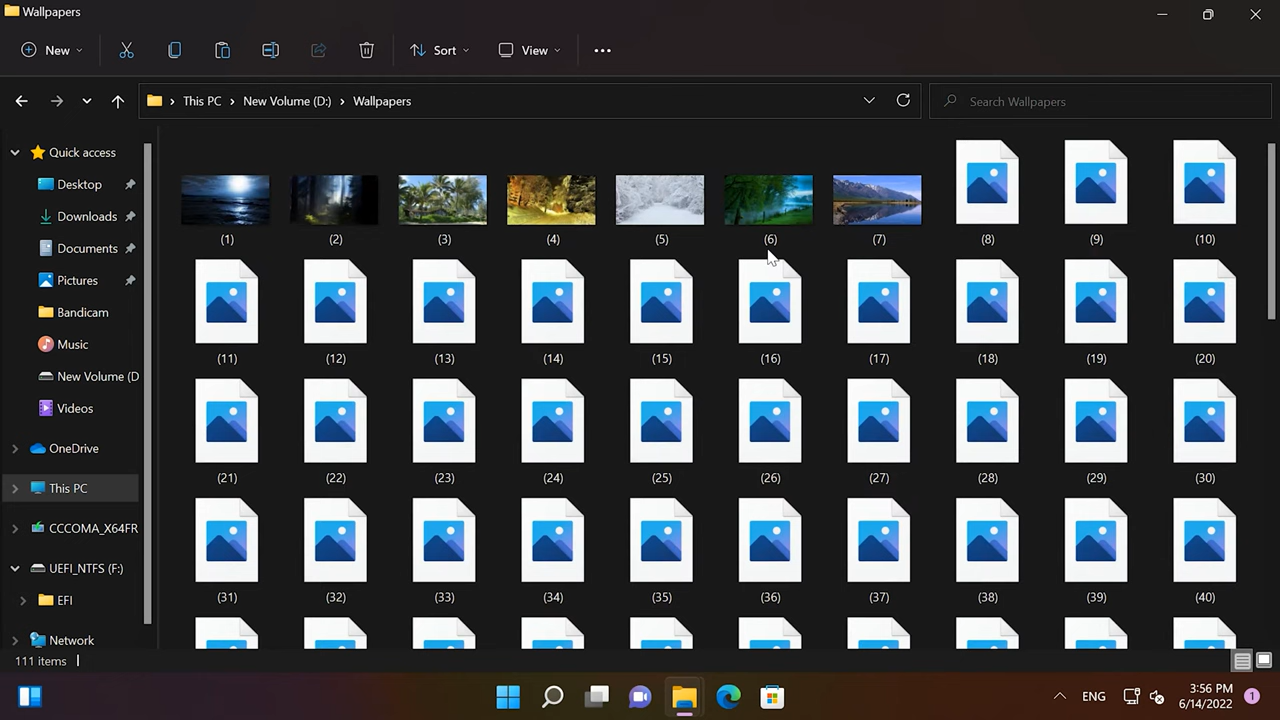 Wallpapers
New
Sort
View
This PC
New Volume (D:)
Wallpapers
Search Wallpapers
Quick access
Desktop
Downloads
Documents
Pictures
Bandicam
Music
New Volume (D
Videos
OneDrive
This PC
CCCOMA_X64FR
UEFI_NTFS (F:)
EFI
Network
(1) (2) (3) (4) (5) (6) (7) (8) (9) (10)
(11) (12) (13) (14) (15) (16) (17) (18) (19) (20)
(21) (22) (23) (24) (25) (26) (27) (28) (29) (30)
(31) (32) (33) (34) (35) (36) (37) (38) (39) (40)
111 items
ENG
3:56 PM
6/14/2022
1